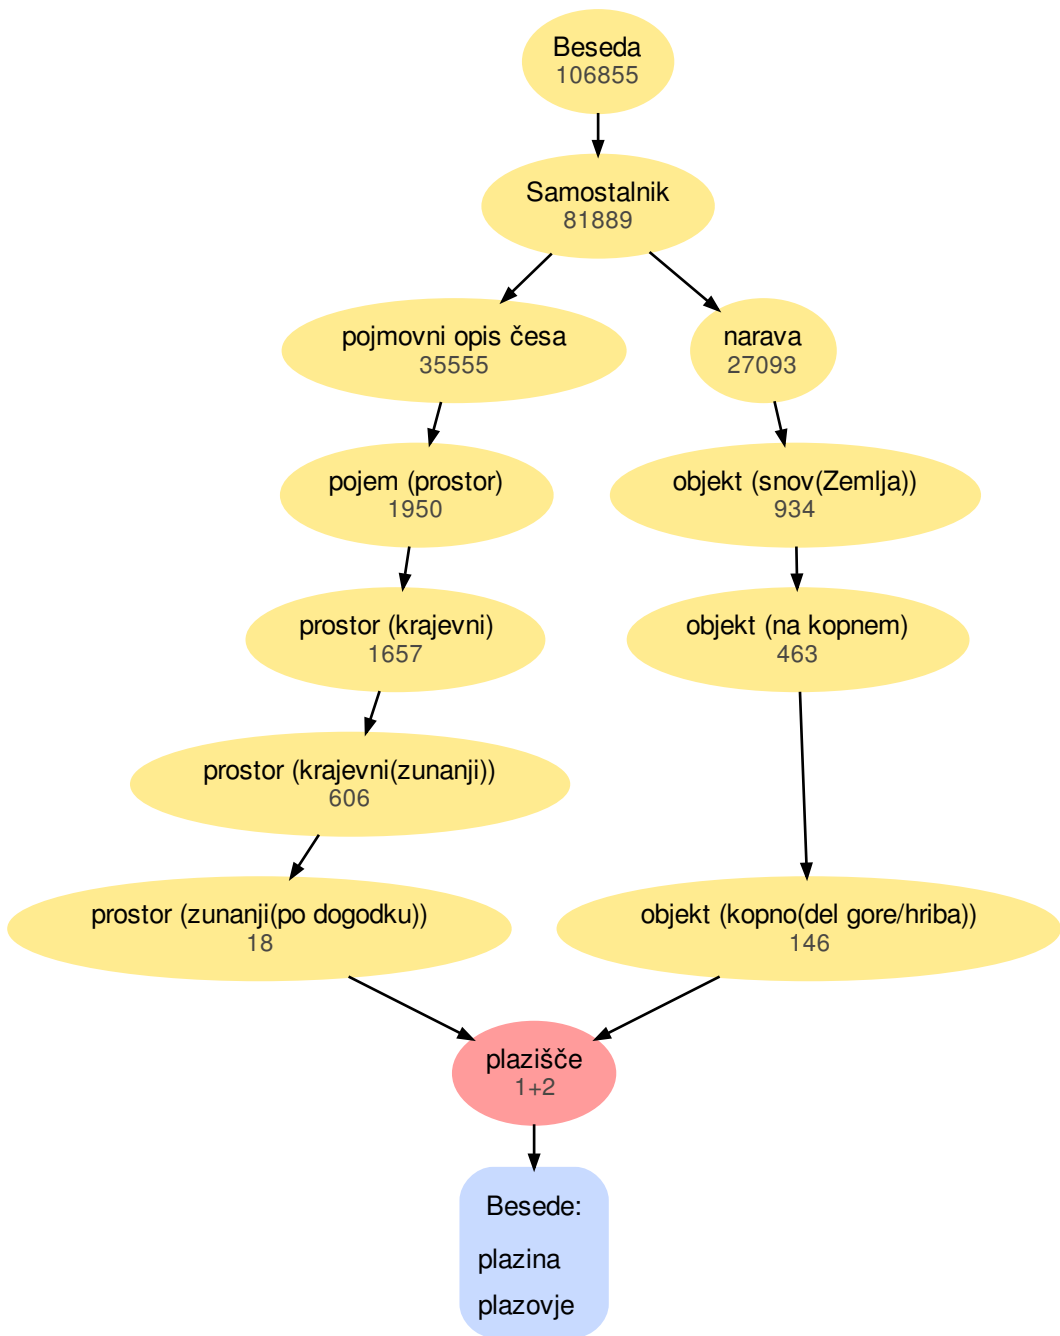 Beseda
106855
Samostalnik
81889
pojmovni opis česa
35555
narava
27093
pojem (prostor)
1950
objekt (snov(Zemlja))
934
prostor (krajevni)
1657
objekt (na kopnem)
463
prostor (krajevni(zunanji))
606
prostor (zunanji(po dogodku))
18
objekt (kopno(del gore/hriba))
146
plazišče
1+2
Besede:
plazina
plazovje